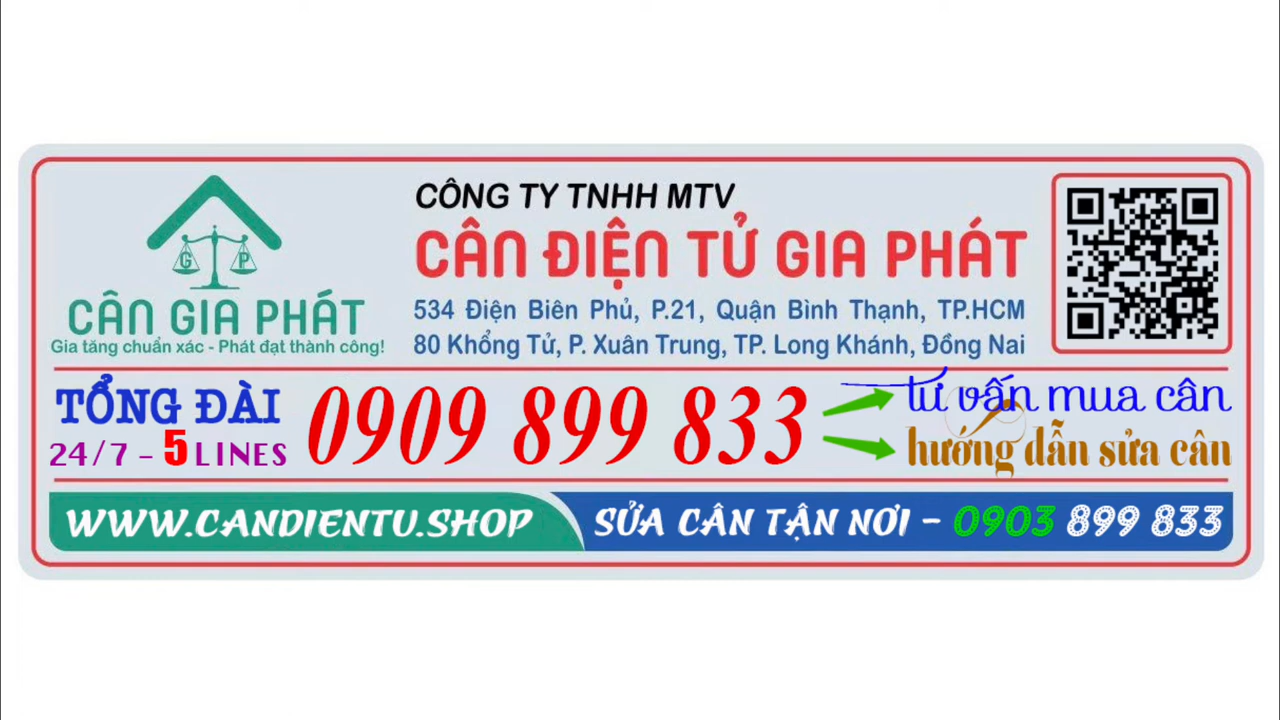 G P
CÂN GIA PHÁT
Gia tăng chuẩn xác - Phát đạt thành công!
CÔNG TY TNHH MTV
CÂN ĐIỆN TỬ GIA PHÁT
534 Điện Biên Phủ, P.21, Quận Bình Thạnh, TP.HCM
80 Khổng Tử, P. Xuân Trung, TP. Long Khánh, Đồng Nai
TỔNG ĐÀI
24/7 - 5 LINES
0909 899 833
tư vấn mua cân
hướng dẫn sửa cân
WWW.CANDIENTU.SHOP
SỬA CÂN TẬN NƠI - 0903 899 833